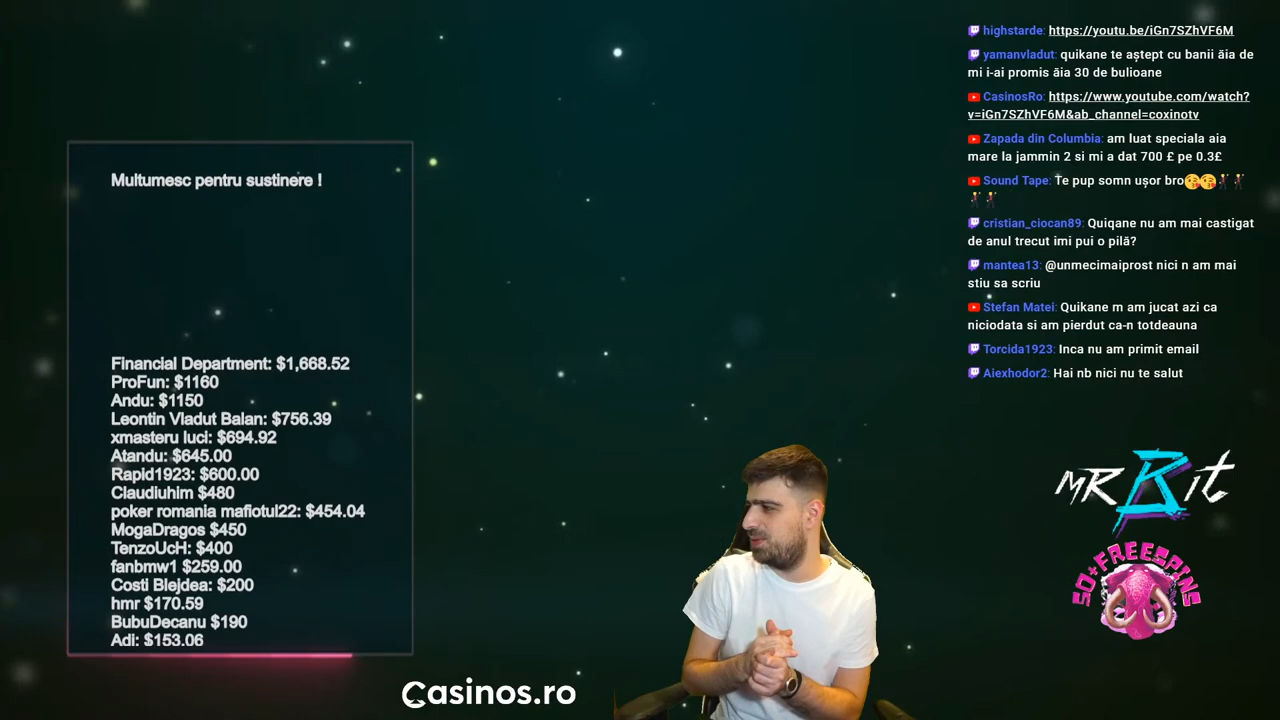 Multumesc pentru sustinere !
Financial Department: $1,668.52
ProFun: $1160
Andu: $1150
Leontin Vladut Balan: $756.39
xmasteru luci: $694.92
Atandu: $645.00
Rapid1923: $600.00
Claudiuhim $480
poker romania mafiotul22: $454.04
MogaDragos $450
TenzoUcH: $400
fanbmw1 $259.00
Costi Blejdea: $200
hmr $170.59
BubuDecanu $190
Adi: $153.06
Casinos.ro
highstarde: https://youtu.be/iGn7SZhVF6M
yamanvladut: quikane te aștept cu banii ăia de
mi i-ai promis ăia 30 de bulioane
CasinosRo: https://www.youtube.com/watch?
v=iGn7SZhVF6M&ab_channel=coxinotv
Zapada din Columbia: am luat speciala aia
mare la jammin 2 si mi a dat 700 £ pe 0.3£
Sound Tape: Te pup somn ușor bro😘😘🕺🕺
🕺🕺
cristian_ciocan89: Quiqane nu am mai castigat
de anul trecut imi pui o pilă?
mantea13: @unmecimaiprost nici n am mai
stiu sa scriu
Stefan Matei: Quikane m am jucat azi ca
niciodata si am pierdut ca-n totdeauna
Torcida1923: Inca nu am primit email
Aiexhodor2: Hai nb nici nu te salut
MRBit
50+FREESPINS